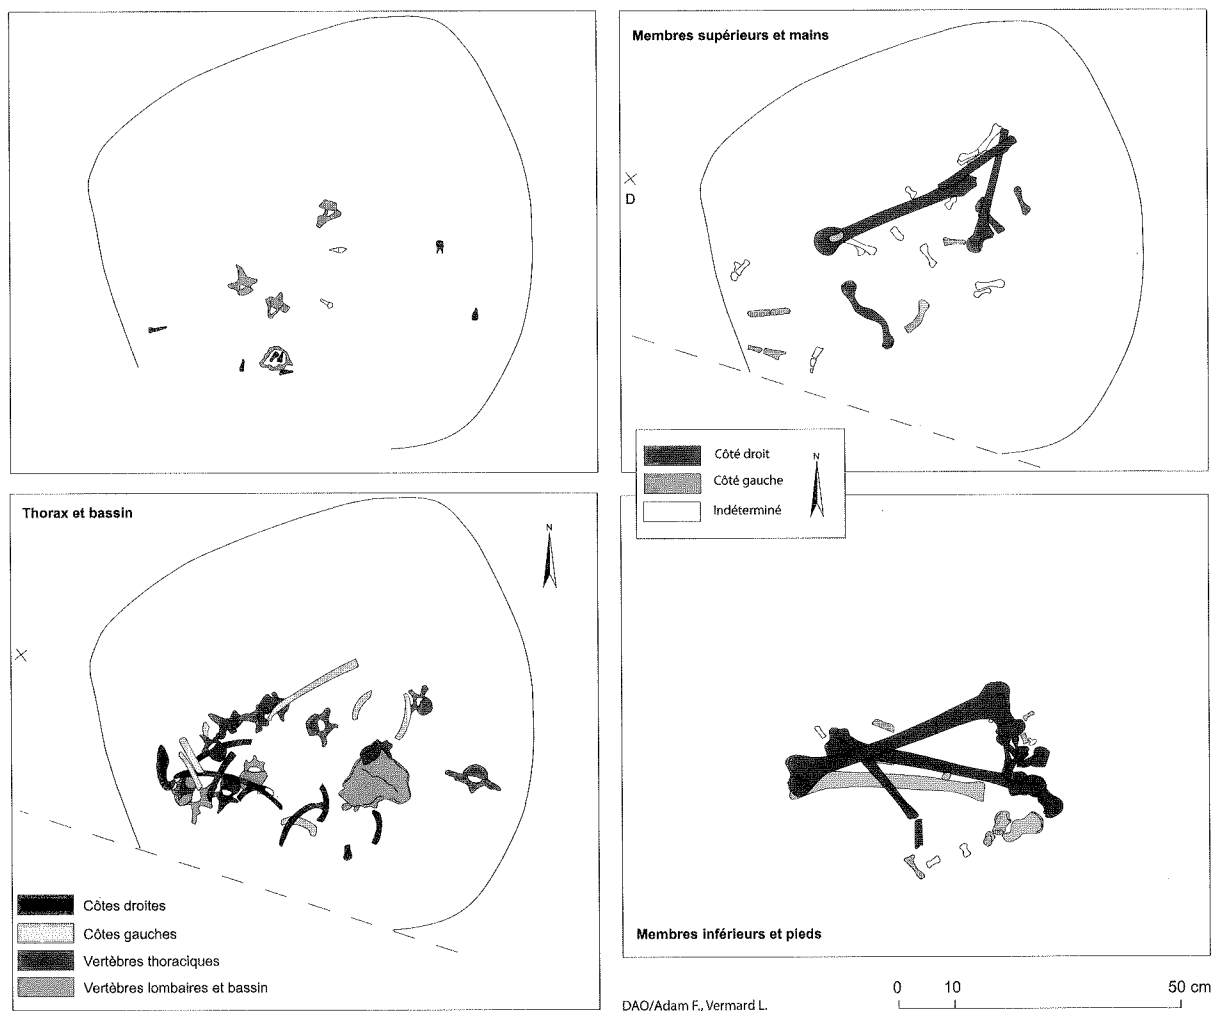 Membres supérieurs et mains
D
Côté droit
Côté gauche
Indéterminé
N
Thorax et bassin
N
Côtes droites
Côtes gauches
Vertèbres thoraciques
Vertèbres lombaires et bassin
Membres inférieurs et pieds
0 10 50 cm
DAO/Adam F., Vermard L.